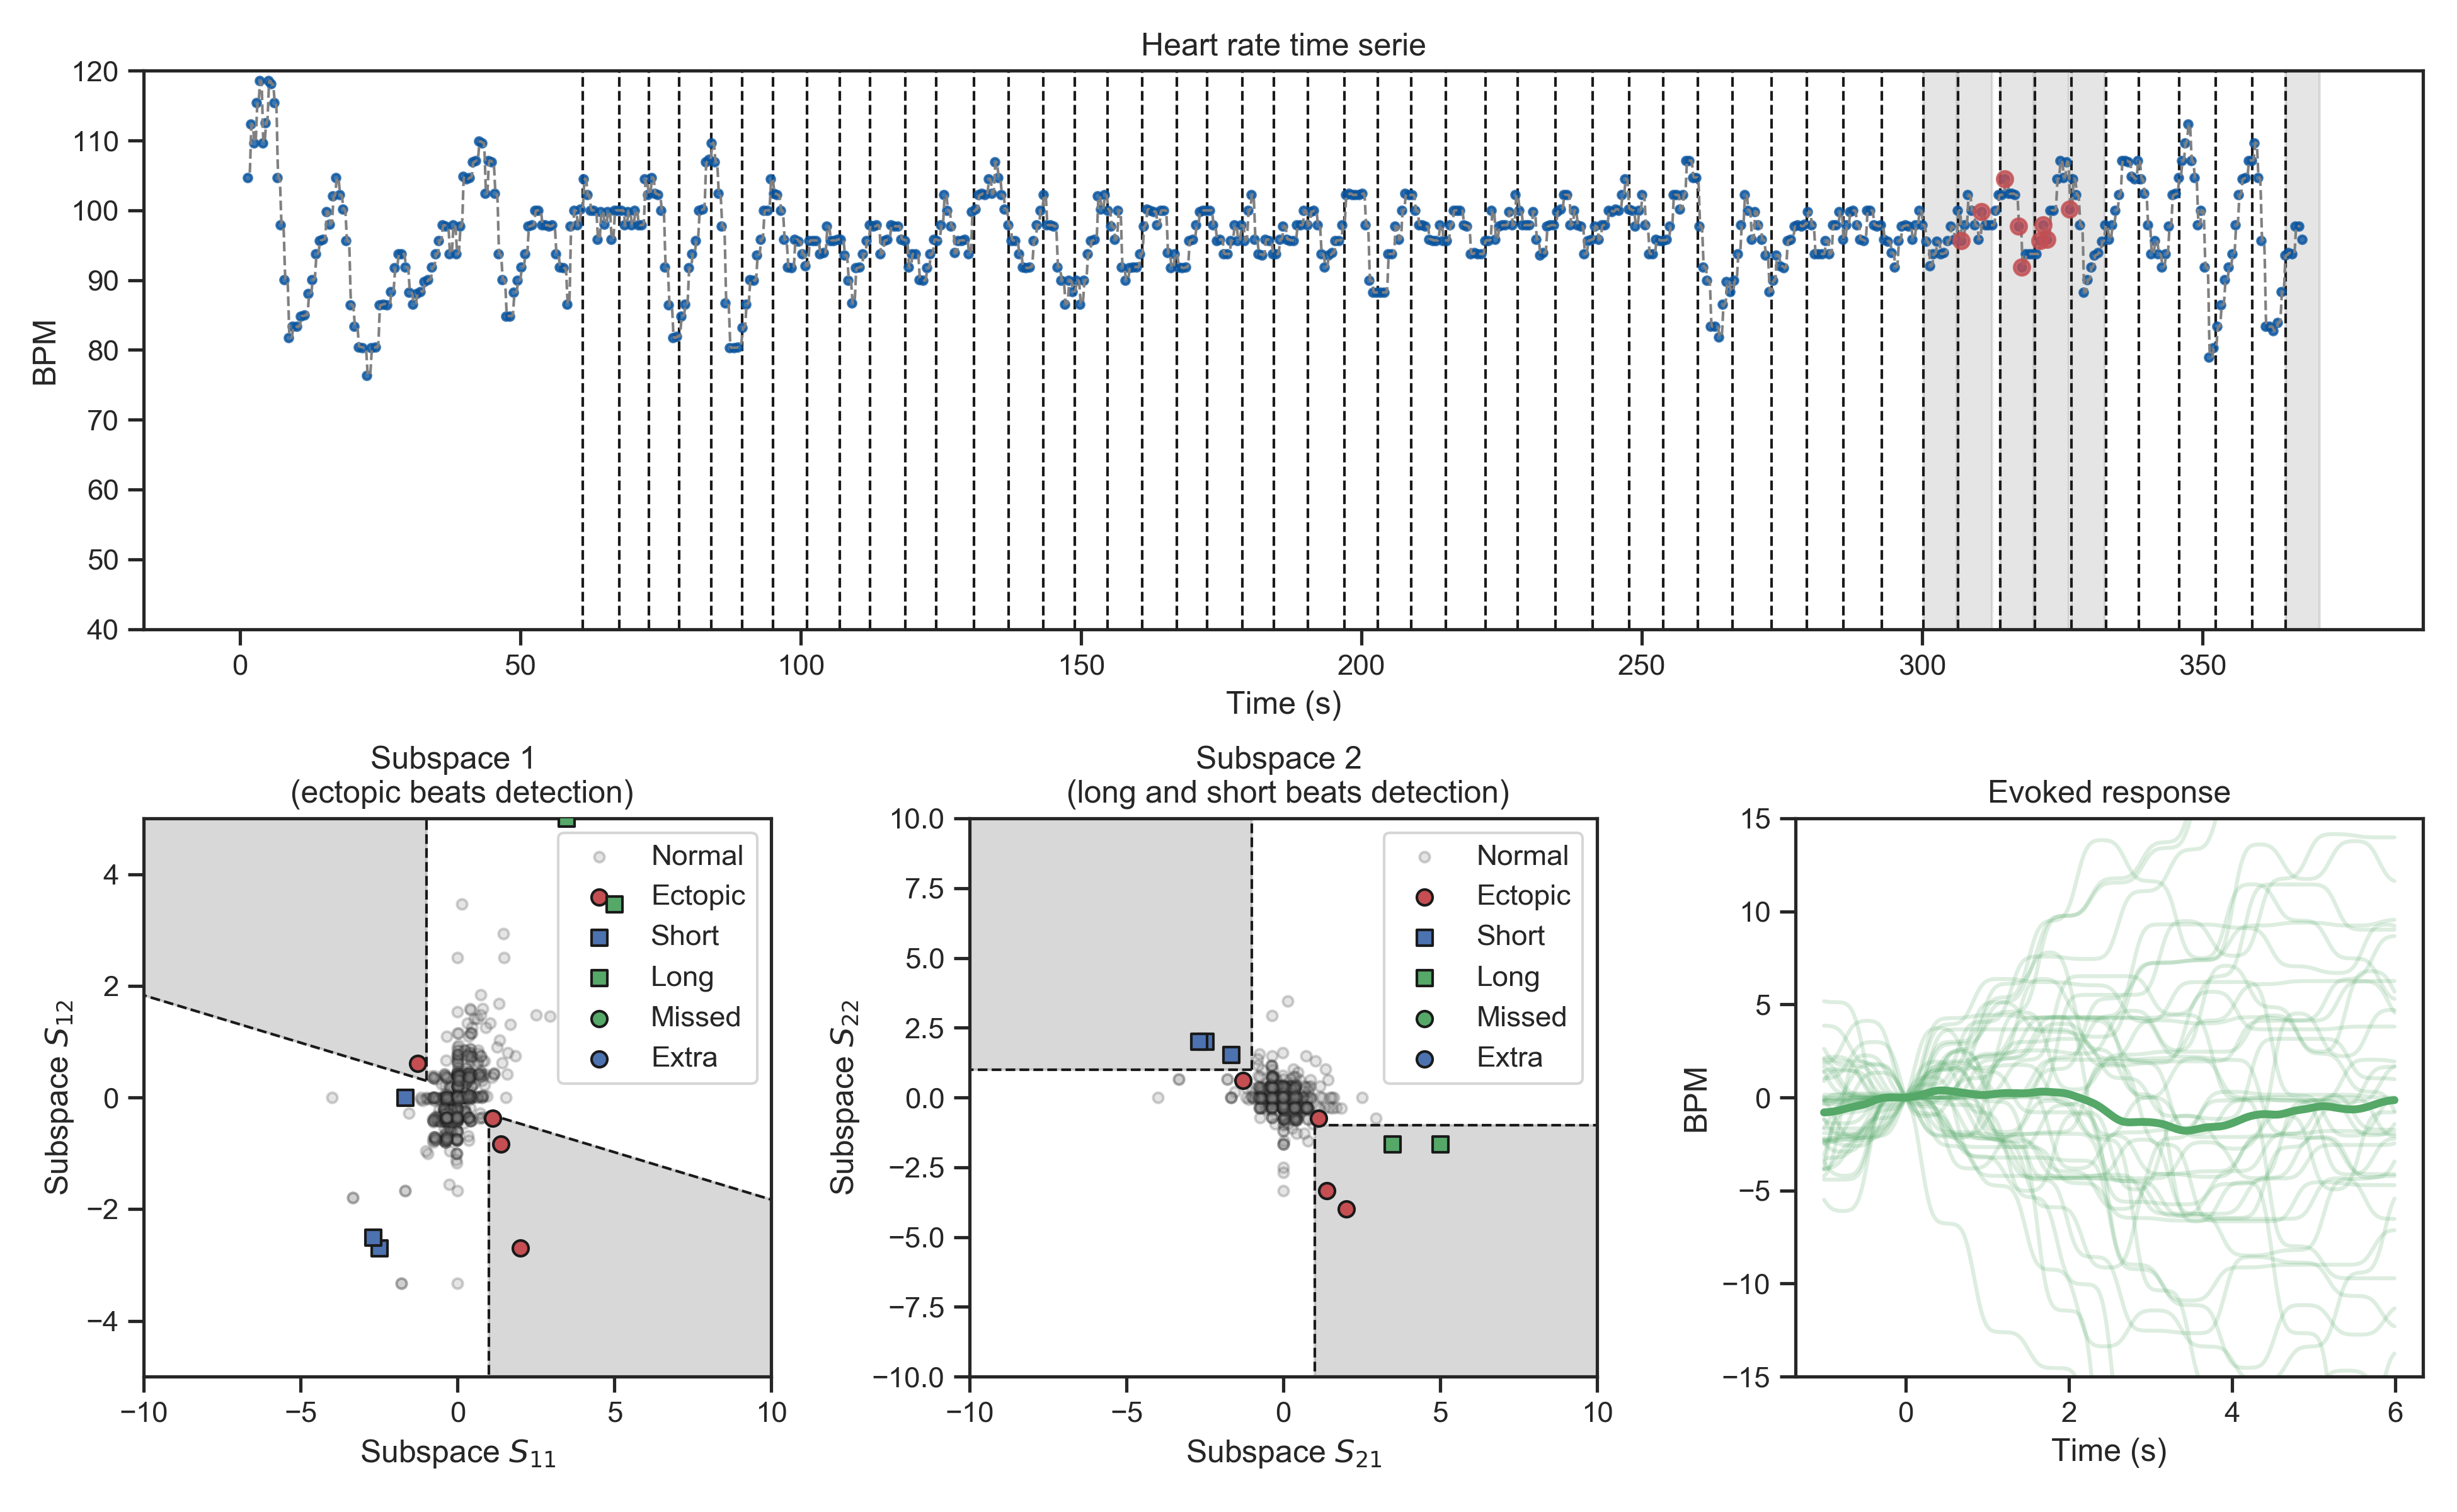 Heart rate time serie
120
110
100
90
80
70
60
50
40
BPM
0 50 100 150 200 250 300 350
Time (s)
Subspace 1
(ectopic beats detection)
4
2
0
−2
−4
Subspace S12
Normal
Ectopic
Short
Long
Missed
Extra
−10 −5 0 5 10
Subspace S11
Subspace 2
(long and short beats detection)
10.0
7.5
5.0
2.5
0.0
−2.5
−5.0
−7.5
−10.0
Subspace S22
Normal
Ectopic
Short
Long
Missed
Extra
−10 −5 0 5 10
Subspace S21
Evoked response
15
10
5
0
−5
−10
−15
BPM
0 2 4 6
Time (s)